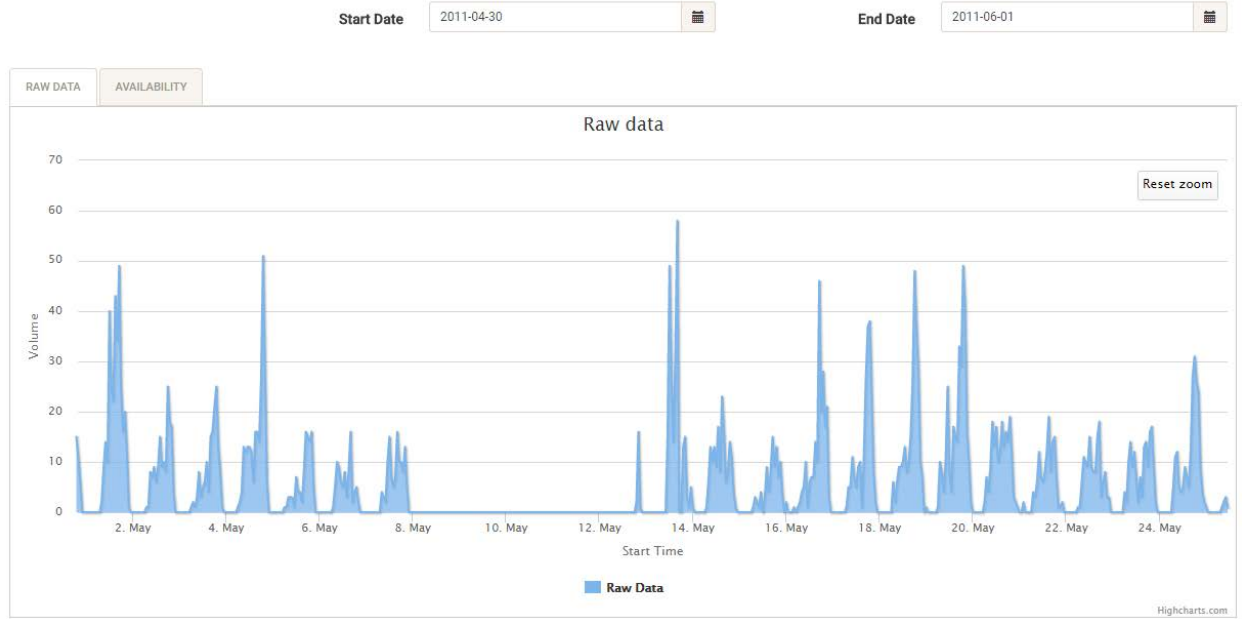 Start Date 2011-04-30 End Date 2011-06-01
RAW DATA AVAILABILITY
Raw data
70
Reset zoom
60
50
40
30
20
10
0
Volume
2. May 4. May 6. May 8. May 10. May 12. May 14. May 16. May 18. May 20. May 22. May 24. May
Start Time
Raw Data
Highcharts.com